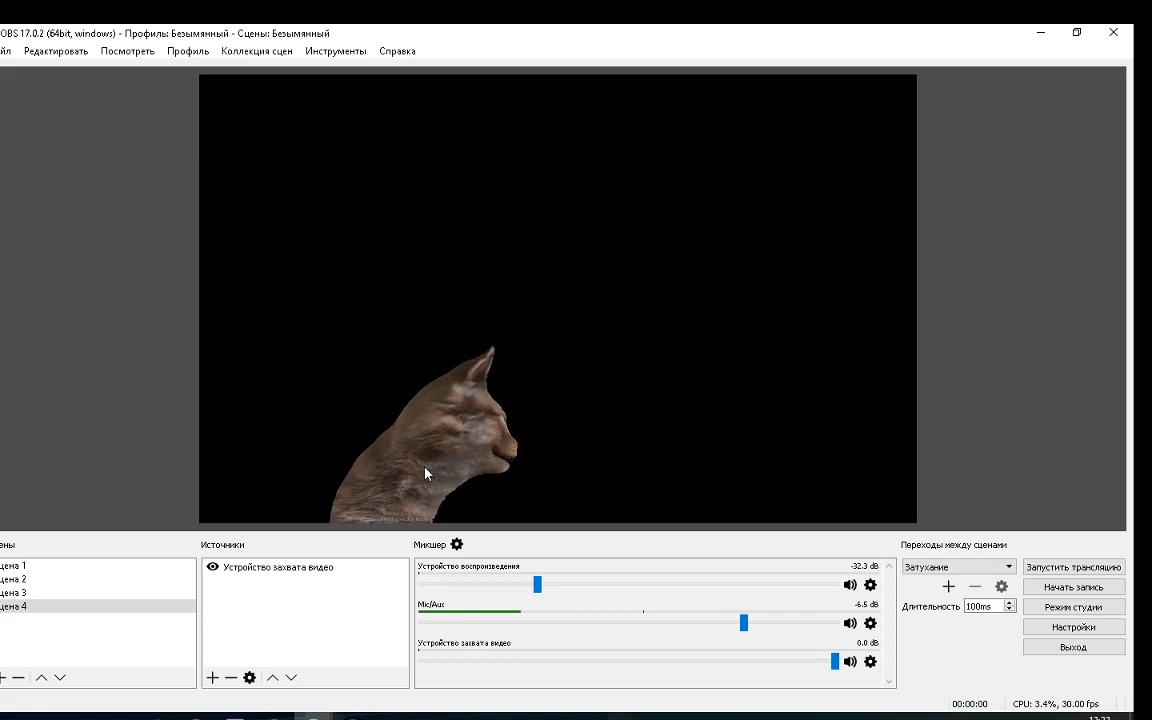 OBS 17.0.2 (64bit, windows) - Профиль: Безымянный - Сцены: Безымянный
йл Редактировать Посмотреть Профиль Коллекция сцен Инструменты Справка
ены
цена 1
цена 2
цена 3
цена 4
Источники
Устройство захвата видео
Микшер
Устройство воспроизведения -32.3 dB
Mic/Aux -6.5 dB
Устройство захвата видео 0.0 dB
Переходы между сценами
Затухание
Длительность 100ms
Запустить трансляцию
Начать запись
Режим студии
Настройки
Выход
00:00:00 CPU: 3.4%, 30.00 fps